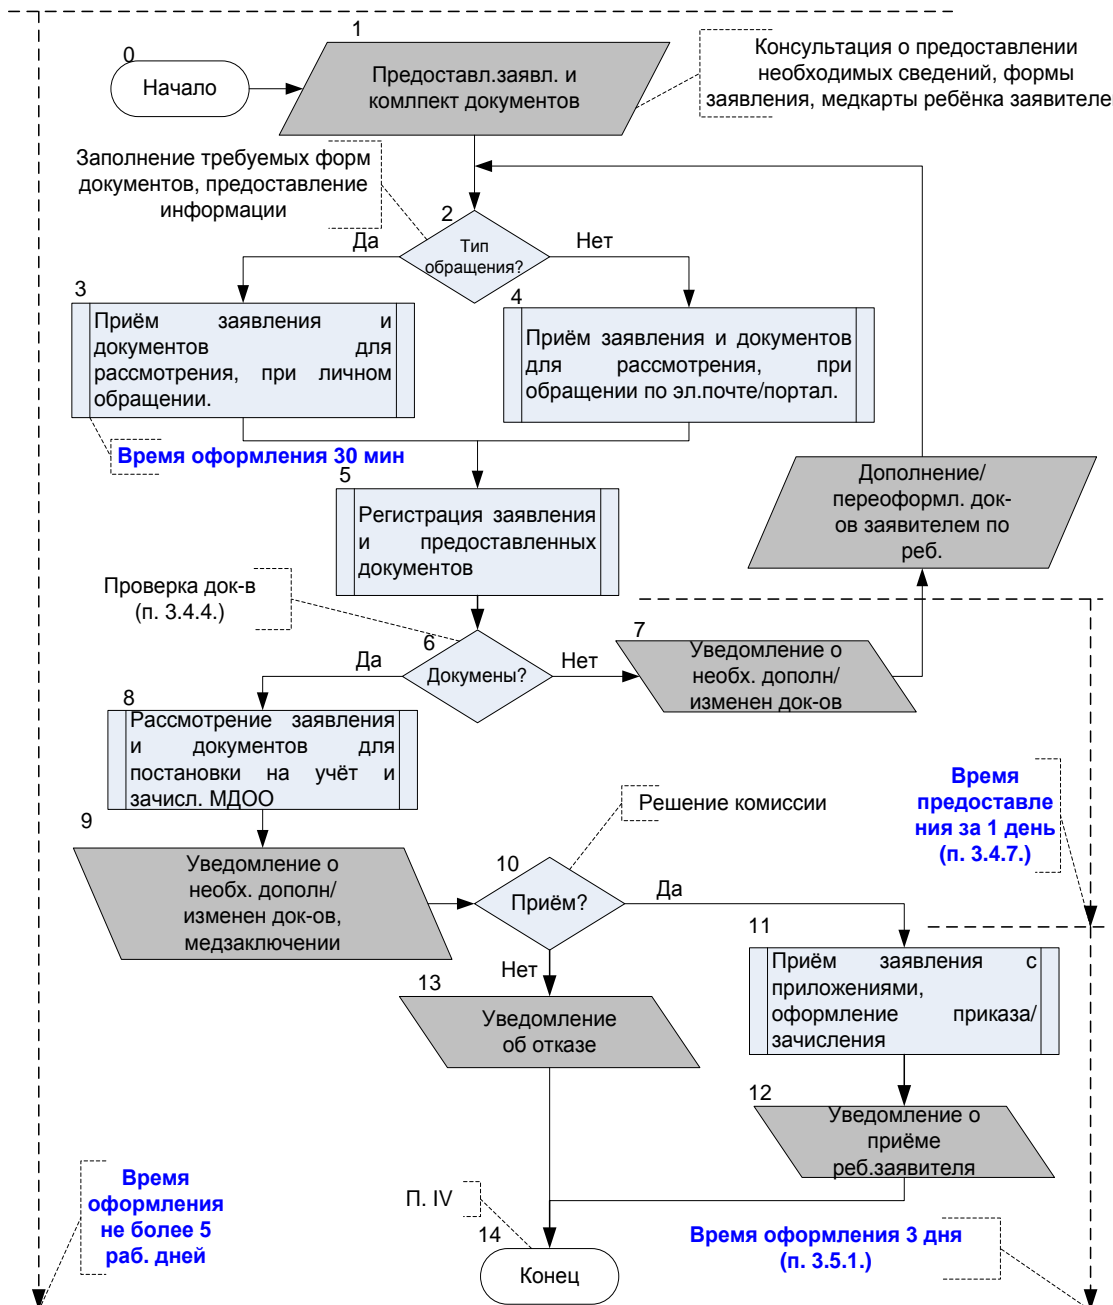 0
Начало
1
Предоставл.заявл. и
комлпект документов
Консультация о предоставлении
необходимых сведений, формы
заявления, медкарты ребёнка
Заполнение требуемых форм
документов, предоставление
информации
2
Тип
обращения?
Да
Нет
3
Приём заявления и
документов для
рассмотрения, при личном
обращении.
4
Приём заявления и документов
для рассмотрения, при
обращении по эл.почте/портал.
Время оформления 30 мин
5
Регистрация заявления
и предоставленных
документов
Дополнение/
переоформл. док-
ов заявителем по
реб.
Проверка док-в
(п. 3.4.4.)
6
Докумены?
Да
Нет
7
Уведомление о
необх. дополн/
изменен док-ов
8
Рассмотрение заявления
и документов для
постановки на учёт и
зачисл. МДОО
Время
предоставле
ния за 1 день
(п. 3.4.7.)
9
Уведомление о
необх. дополн/
изменен док-ов,
медзаключении
Решение комиссии
10
Приём?
Да
Нет
11
Приём заявления с
приложениями,
оформление приказа/
зачисления
13
Уведомление
об отказе
12
Уведомление о
приёме
реб.заявителя
Время
оформления
не более 5
раб. дней
П. IV
14
Конец
Время оформления 3 дня
(п. 3.5.1.)